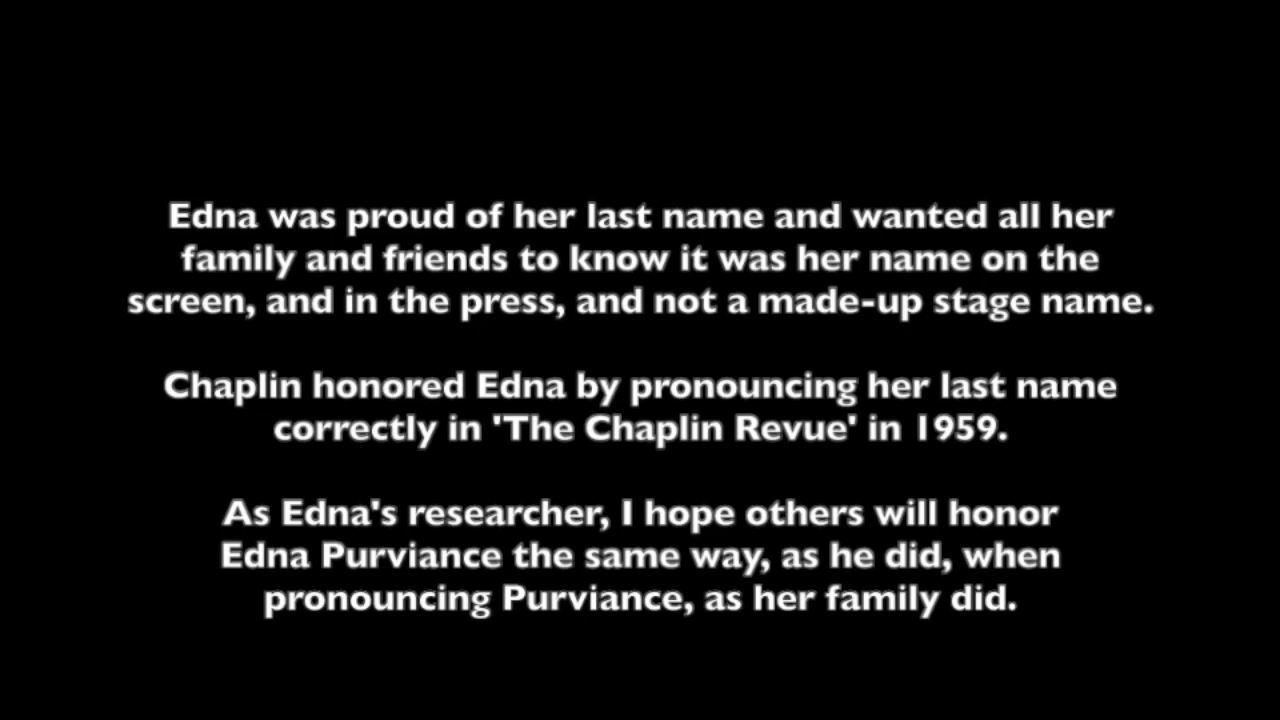 Edna was proud of her last name and wanted all her
family and friends to know it was her name on the
screen, and in the press, and not a made-up stage name.
Chaplin honored Edna by pronouncing her last name
correctly in 'The Chaplin Revue' in 1959.
As Edna's researcher, I hope others will honor
Edna Purviance the same way, as he did, when
pronouncing Purviance, as her family did.